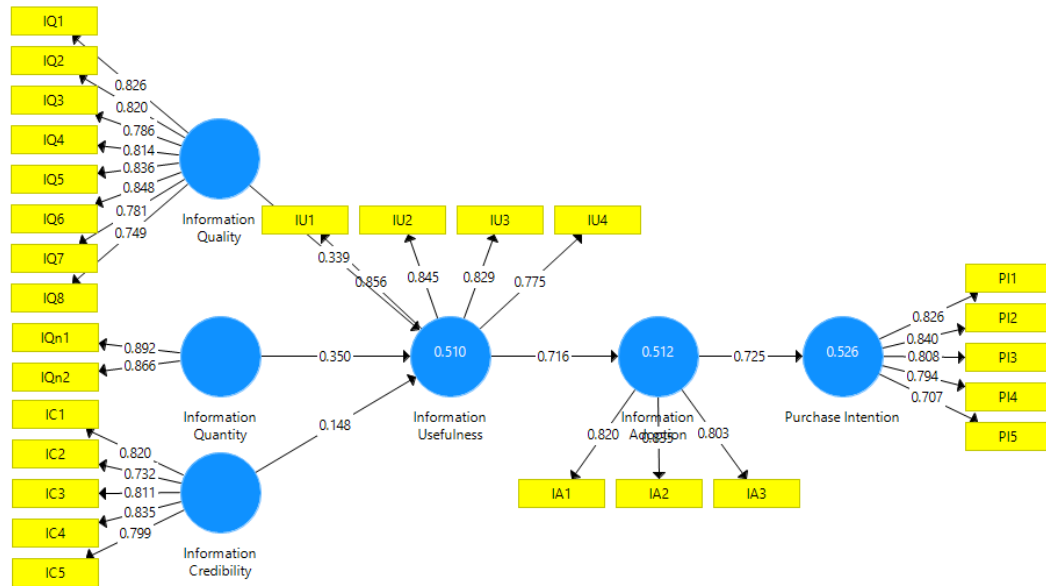 IQ1
IQ2
IQ3
IQ4
IQ5
IQ6
IQ7
IQ8
0.826
0.820
0.786
0.814
0.836
0.848
0.781
0.749
Information
Quality
IU1
IU2
IU3
IU4
0.339
0.856
0.845
0.829
0.775
IQn1
IQn2
0.892
0.866
Information
Quantity
0.350
0.510
Information
Usefulness
0.716
0.512
Information
Adoption
0.725
0.526
Purchase Intention
0.826
0.840
0.808
0.794
0.707
PI1
PI2
PI3
PI4
PI5
0.820
0.835
0.803
IA1
IA2
IA3
IC1
IC2
IC3
IC4
IC5
0.820
0.732
0.811
0.835
0.799
0.148
Information
Credibility